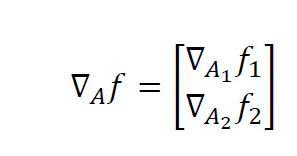 ∇_A f = [∇_{A_1} f_1
∇_{A_2} f_2]